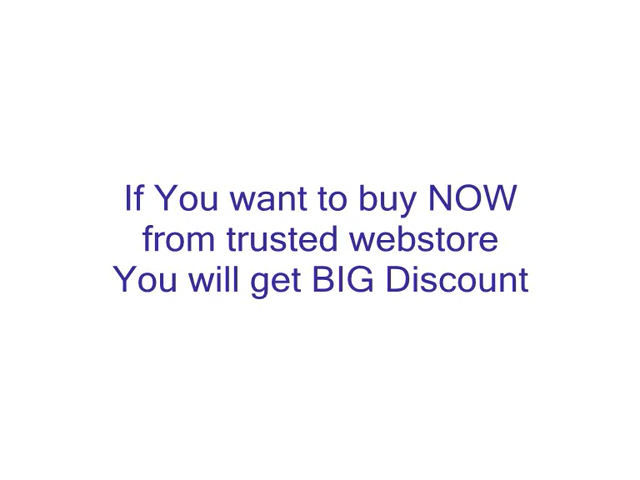 If You want to buy NOW
from trusted webstore
You will get BIG Discount